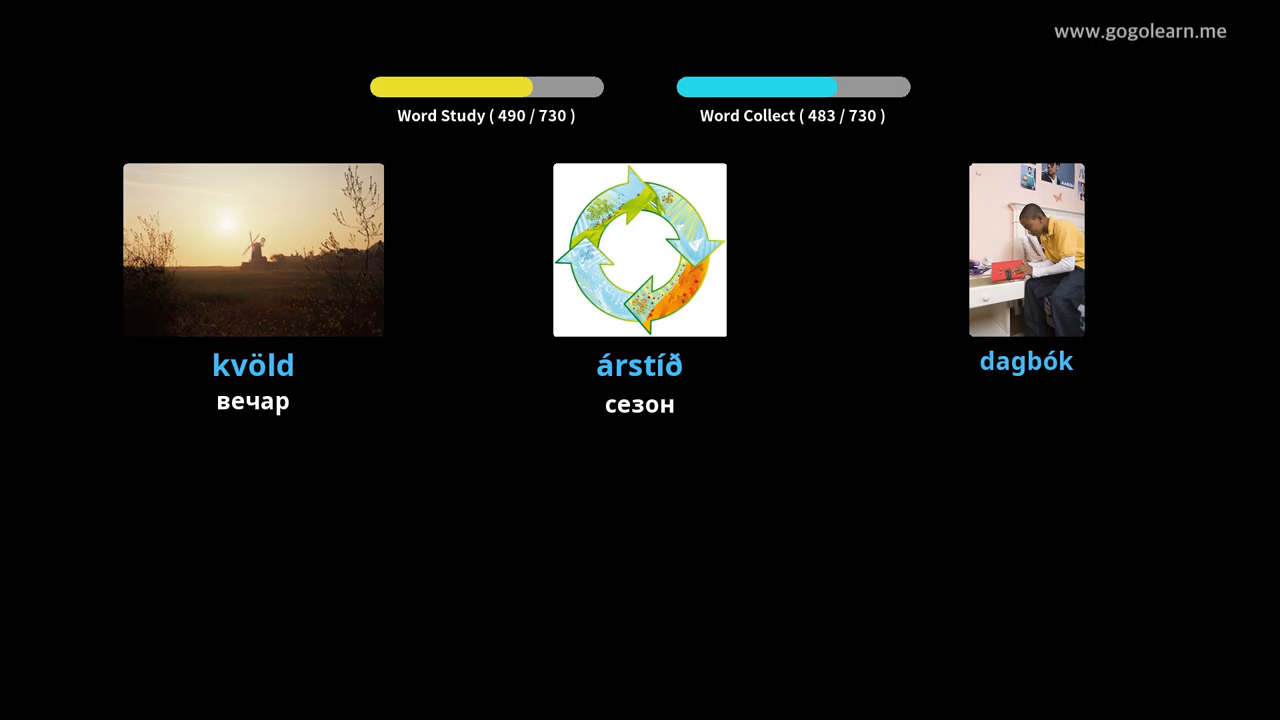 www.gogolearn.me
Word Study ( 490 / 730 )
Word Collect ( 483 / 730 )
kvöld
вечар
árstíð
сезон
dagbók